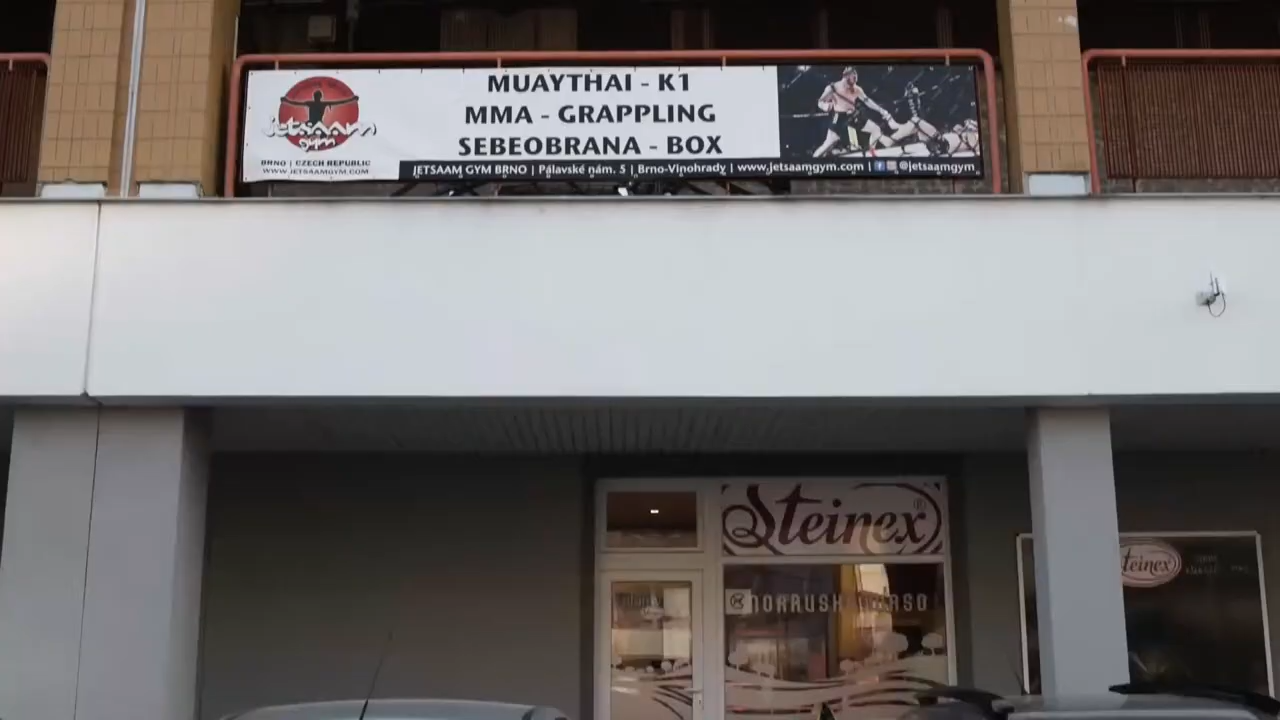 MUAYTHAI - K1
MMA - GRAPPLING
SEBEOBRANA - BOX
jetsaam
gym
BRNO | CZECH REPUBLIC
WWW.JETSAAMGYM.COM
JETSAAM GYM BRNO | Pálavské nám. 5 | Brno-Vinohrady | www.jetsaamgym.com | @jetsaamgym
Steinex®